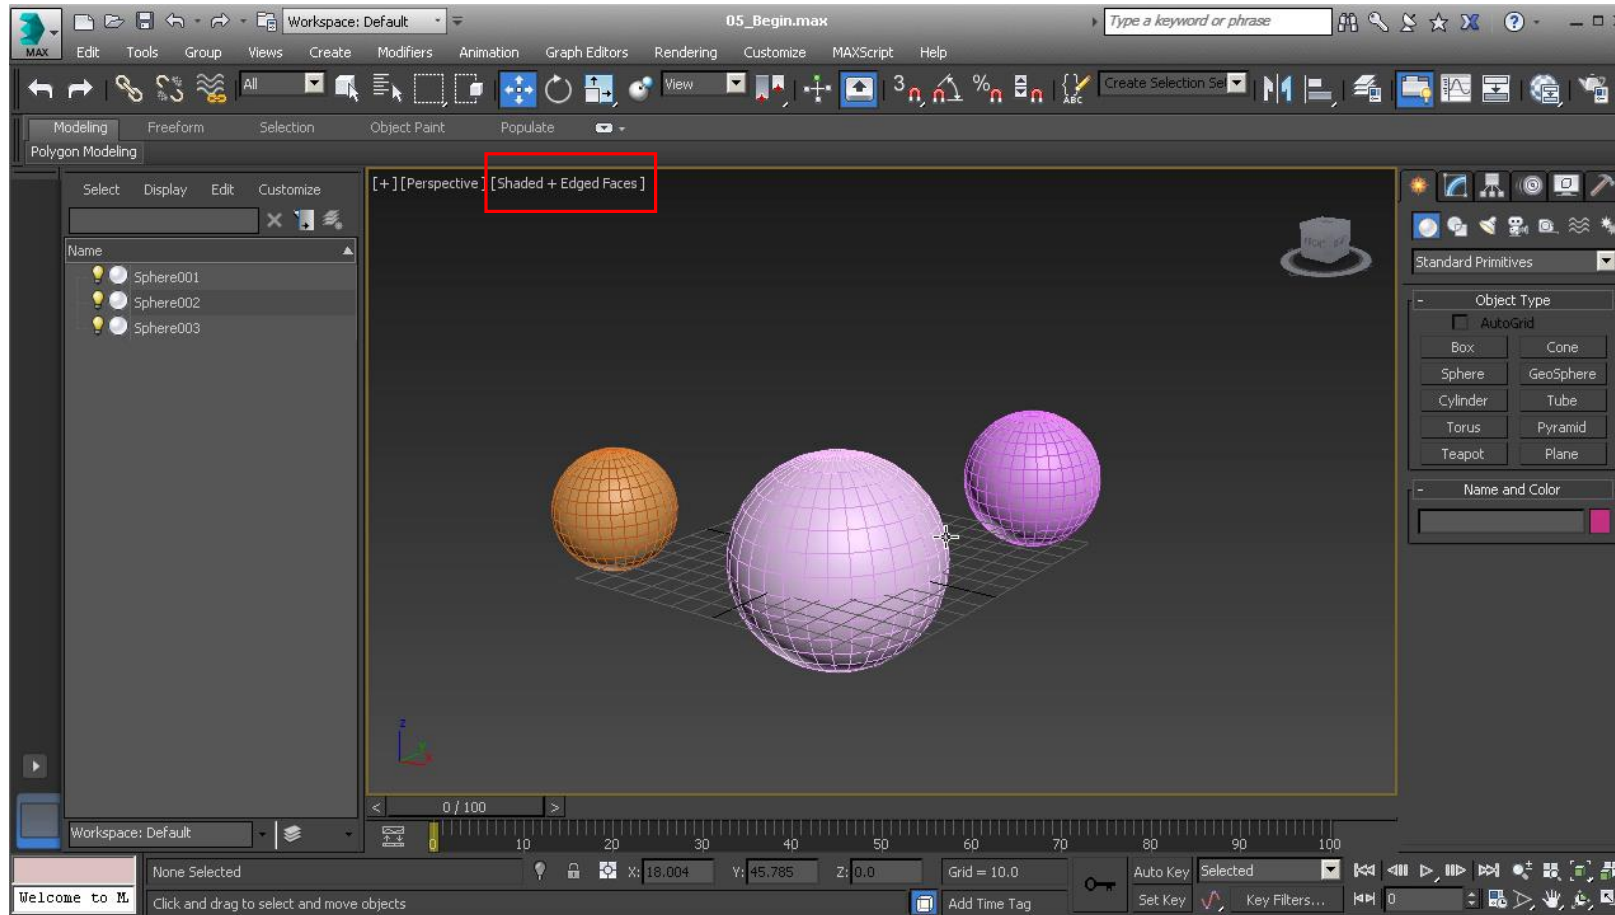 Workspace: Default
05_Begin.max
Type a keyword or phrase
MAX
Edit Tools Group Views Create Modifiers Animation Graph Editors Rendering Customize MAXScript Help
All
View
3
%
ABC
Create Selection Sel
Modeling Freeform Selection Object Paint Populate
Polygon Modeling
Select Display Edit Customize
Name
Sphere001
Sphere002
Sphere003
[+][Perspective][Shaded + Edged Faces]
Standard Primitives
- Object Type
AutoGrid
Box Cone
Sphere GeoSphere
Cylinder Tube
Torus Pyramid
Teapot Plane
- Name and Color
z
y
x
< 0 / 100 >
Workspace: Default
0 10 20 30 40 50 60 70 80 90 100
None Selected
X: 18.004 Y: 45.785 Z: 0.0
Grid = 10.0
Auto Key Selected
Welcome to M
Click and drag to select and move objects
Add Time Tag
Set Key Key Filters...
0